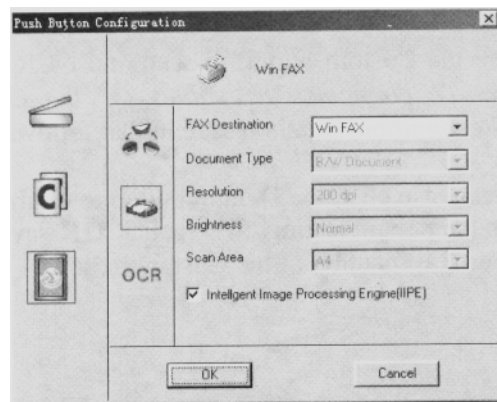 Push Button Configuration
Win FAX
FAX Destination Win FAX
Document Type B/W Document
Resolution 200 dpi
Brightness Normal
Scan Area A4
C
OCR
Intellgent Image Processing Engine(IIPE)
OK Cancel